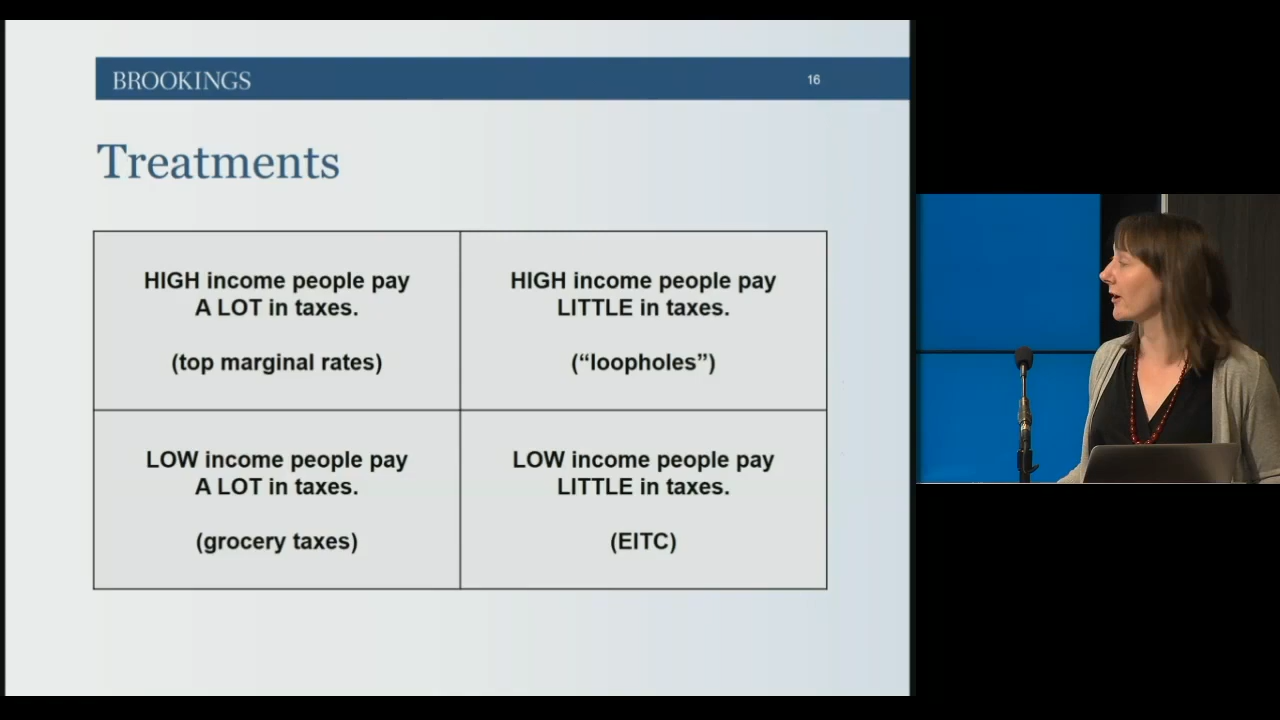 BROOKINGS
16
Treatments
HIGH income people pay
A LOT in taxes.
(top marginal rates)
HIGH income people pay
LITTLE in taxes.
(“loopholes”)
LOW income people pay
A LOT in taxes.
(grocery taxes)
LOW income people pay
LITTLE in taxes.
(EITC)